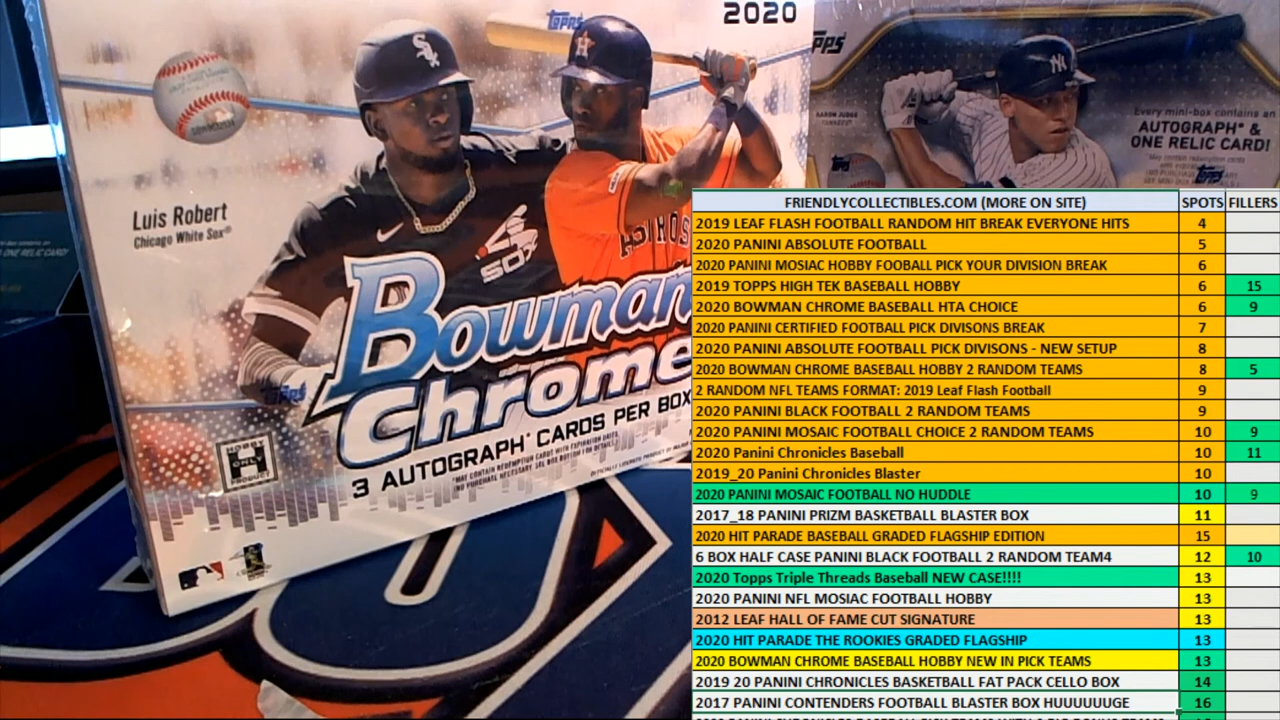 2020
Topps
Luis Robert
Chicago White Sox®
Bowman
Chrome
3 AUTOGRAPH* CARDS PER BOX
HOBBY
ONLY
PRODUCT
AARON JUDGE
Every mini-box contains an
AUTOGRAPH* &
ONE RELIC CARD!
FRIENDLYCOLLECTIBLES.COM (MORE ON SITE) SPOTS FILLERS
2019 LEAF FLASH FOOTBALL RANDOM HIT BREAK EVERYONE HITS 4
2020 PANINI ABSOLUTE FOOTBALL 5
2020 PANINI MOSIAC HOBBY FOOBALL PICK YOUR DIVISION BREAK 6
2019 TOPPS HIGH TEK BASEBALL HOBBY 6 15
2020 BOWMAN CHROME BASEBALL HTA CHOICE 6 9
2020 PANINI CERTIFIED FOOTBALL PICK DIVISONS BREAK 7
2020 PANINI ABSOLUTE FOOTBALL PICK DIVISONS - NEW SETUP 8
2020 BOWMAN CHROME BASEBALL HOBBY 2 RANDOM TEAMS 8 5
2 RANDOM NFL TEAMS FORMAT: 2019 Leaf Flash Football 9
2020 PANINI BLACK FOOTBALL 2 RANDOM TEAMS 9
2020 PANINI MOSAIC FOOTBALL CHOICE 2 RANDOM TEAMS 10 9
2020 Panini Chronicles Baseball 10 11
2019_20 Panini Chronicles Blaster 10
2020 PANINI MOSAIC FOOTBALL NO HUDDLE 10 9
2017_18 PANINI PRIZM BASKETBALL BLASTER BOX 11
2020 HIT PARADE BASEBALL GRADED FLAGSHIP EDITION 15
6 BOX HALF CASE PANINI BLACK FOOTBALL 2 RANDOM TEAM4 12 10
2020 Topps Triple Threads Baseball NEW CASE!!!! 13
2020 PANINI NFL MOSIAC FOOTBALL HOBBY 13
2012 LEAF HALL OF FAME CUT SIGNATURE 13
2020 HIT PARADE THE ROOKIES GRADED FLAGSHIP 13
2020 BOWMAN CHROME BASEBALL HOBBY NEW IN PICK TEAMS 13
2019 20 PANINI CHRONICLES BASKETBALL FAT PACK CELLO BOX 14
2017 PANINI CONTENDERS FOOTBALL BLASTER BOX HUUUUUUGE 16